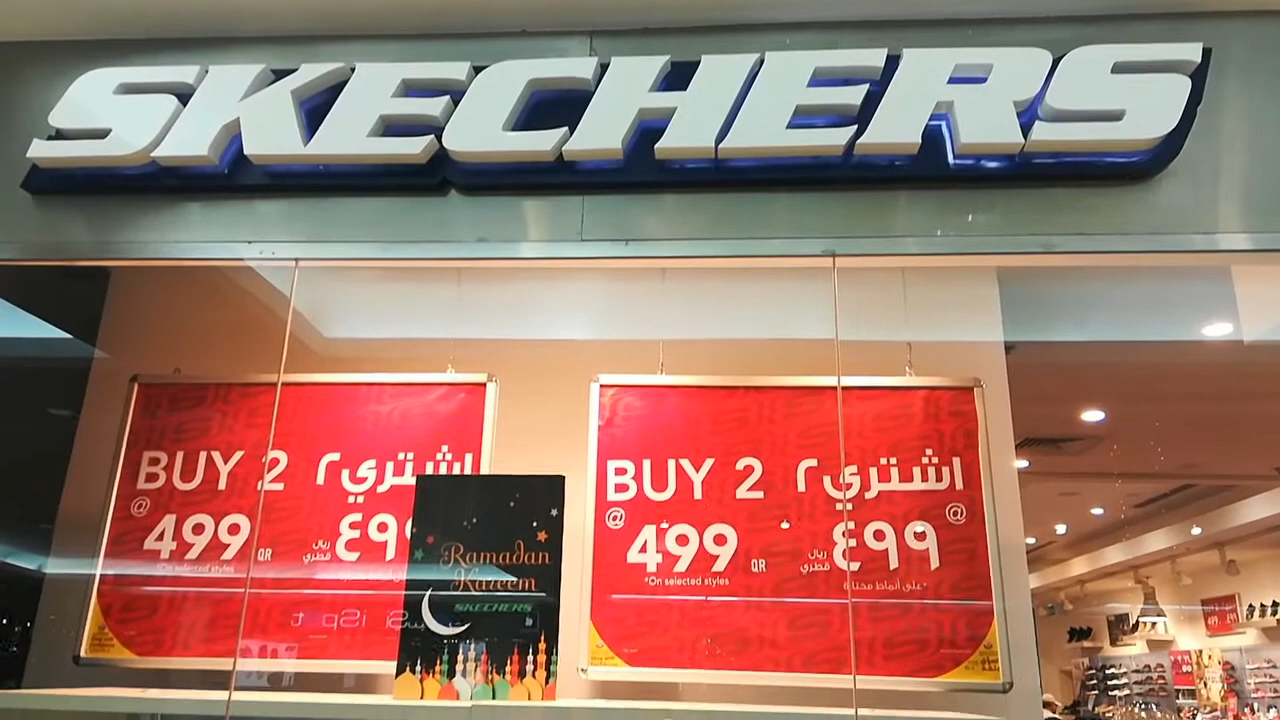 SKECHERS
BUY 2
اشتري ٢
@
499 QR
٤٩٩
ريال
قطري
*On selected styles
Ramadan
Kareem
SKECHERS
BUY 2
اشتري ٢
@
499 QR
@
٤٩٩
ريال
قطري
*On selected styles
*على أنماط مختارة